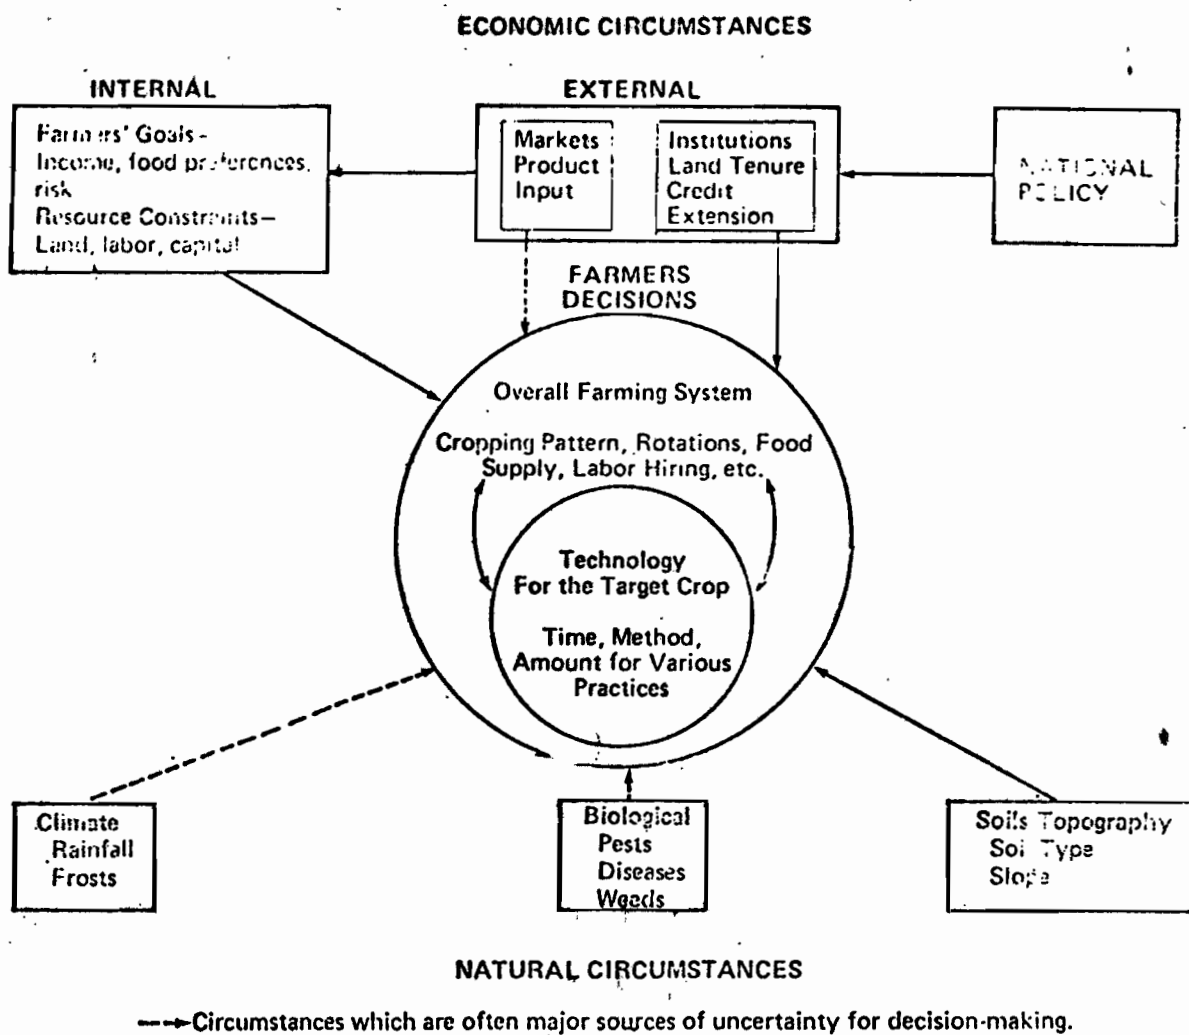 ECONOMIC CIRCUMSTANCES
INTERNAL
Farmers' Goals –
Income, food preferences,
risk
Resource Constraints—
Land, labor, capital
EXTERNAL
Markets
Product
Input
Institutions
Land Tenure
Credit
Extension
NATIONAL
POLICY
FARMERS
DECISIONS
Overall Farming System
Cropping Pattern, Rotations, Food
Supply, Labor Hiring, etc.
Technology
For the Target Crop
Time, Method,
Amount for Various
Practices
Climate
Rainfall
Frosts
Biological
Pests
Diseases
Weeds
Soils Topography
Soil Type
Slope
NATURAL CIRCUMSTANCES
Circumstances which are often major sources of uncertainty for decision-making.